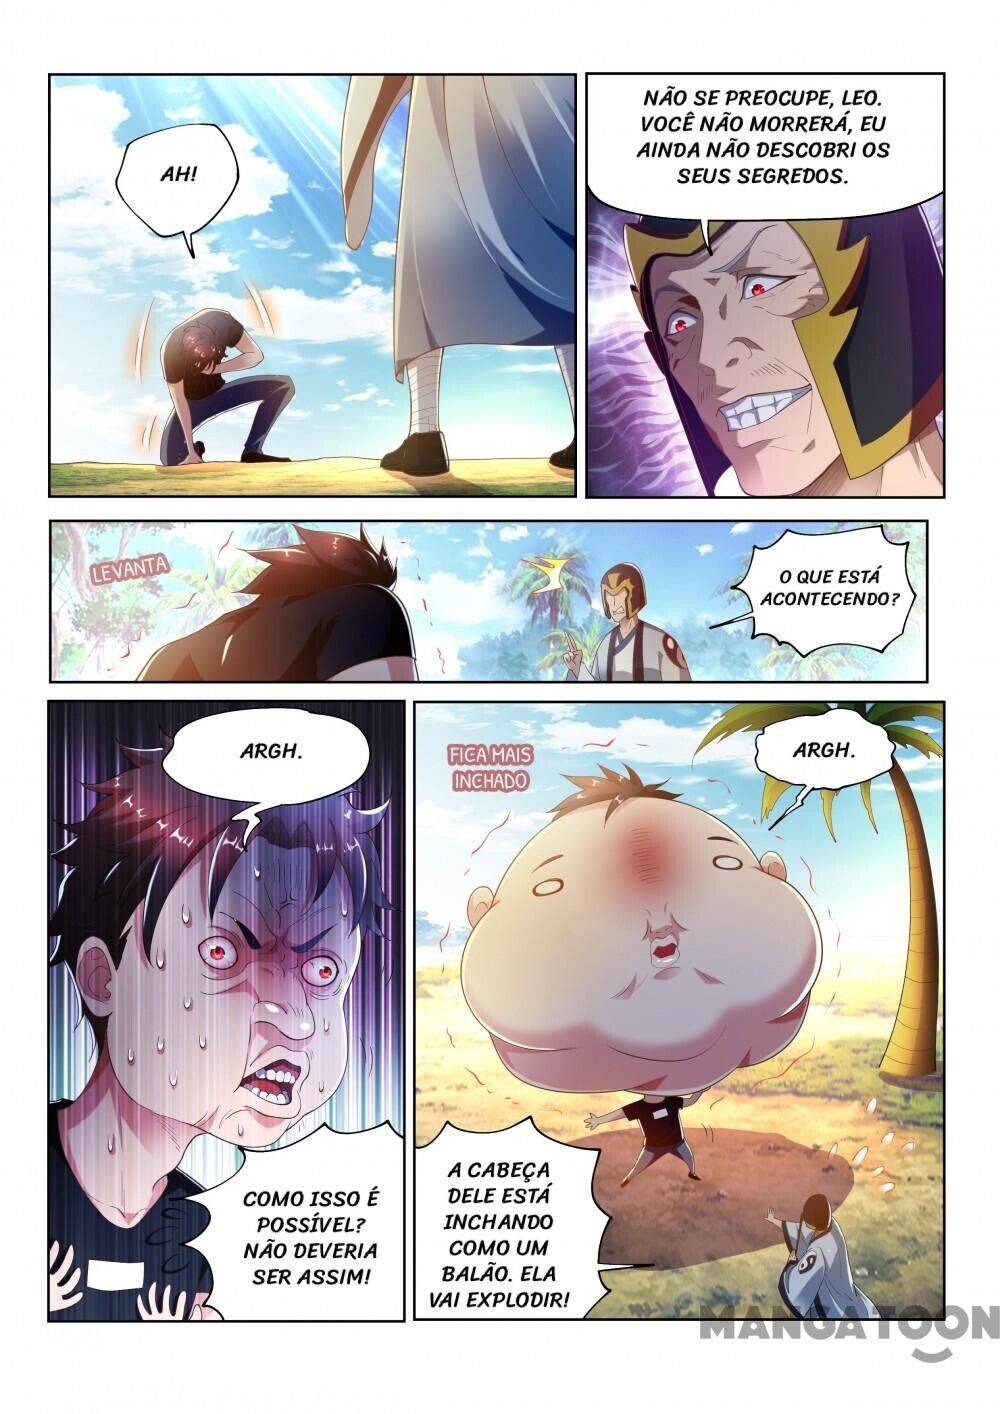 AH!
NÃO SE PREOCUPE, LEO.
VOCÊ NÃO MORRERÁ, EU
AINDA NÃO DESCOBRI OS
SEUS SEGREDOS.
LEVANTA
O QUE ESTÁ
ACONTECENDO?
ARGH.
COMO ISSO É
POSSÍVEL?
NÃO DEVERIA
SER ASSIM!
FICA MAIS
INCHADO
ARGH.
A CABEÇA
DELE ESTÁ
INCHANDO
COMO UM
BALÃO. ELA
VAI EXPLODIR!
MANGATOON